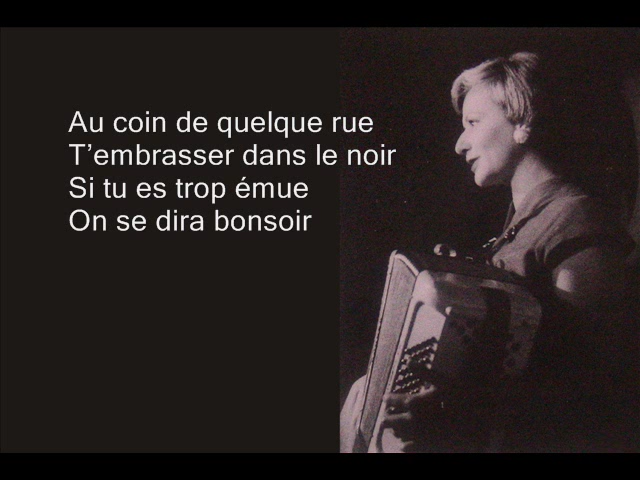 Au coin de quelque rue
T’embrasser dans le noir
Si tu es trop émue
On se dira bonsoir